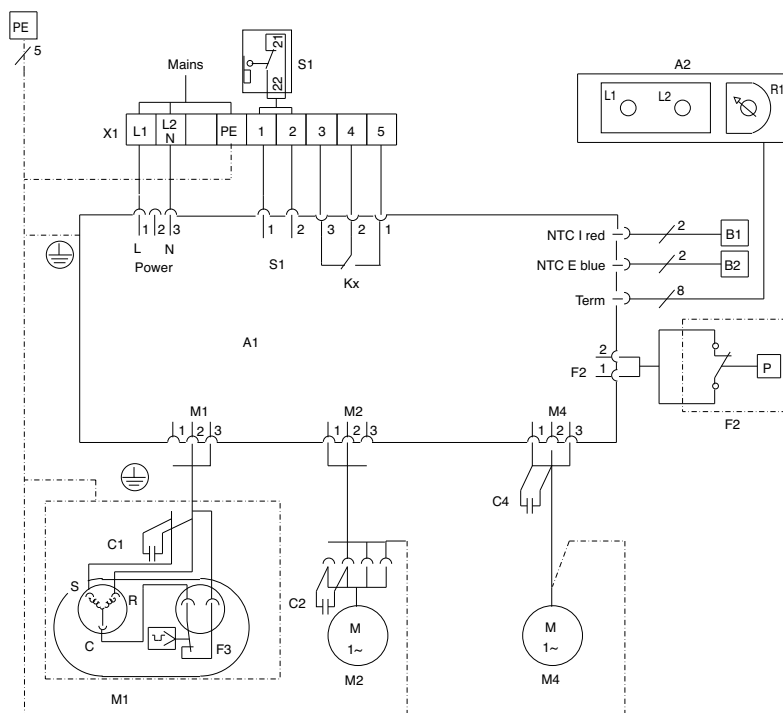 PE
5
Mains
21
22
S1
A2
L1
L2
R1
X1
L1
L2
N
PE
1
2
3
4
5
1
2
3
L
N
Power
1
2
S1
3
2
1
Kx
NTC I red
2
B1
NTC E blue
2
B2
Term
8
A1
F2
2
1
P
F2
M1
1
2
3
M2
1
2
3
M4
1
2
3
C1
S
R
C
F3
M1
C2
M
1~
M2
C4
M
1~
M4